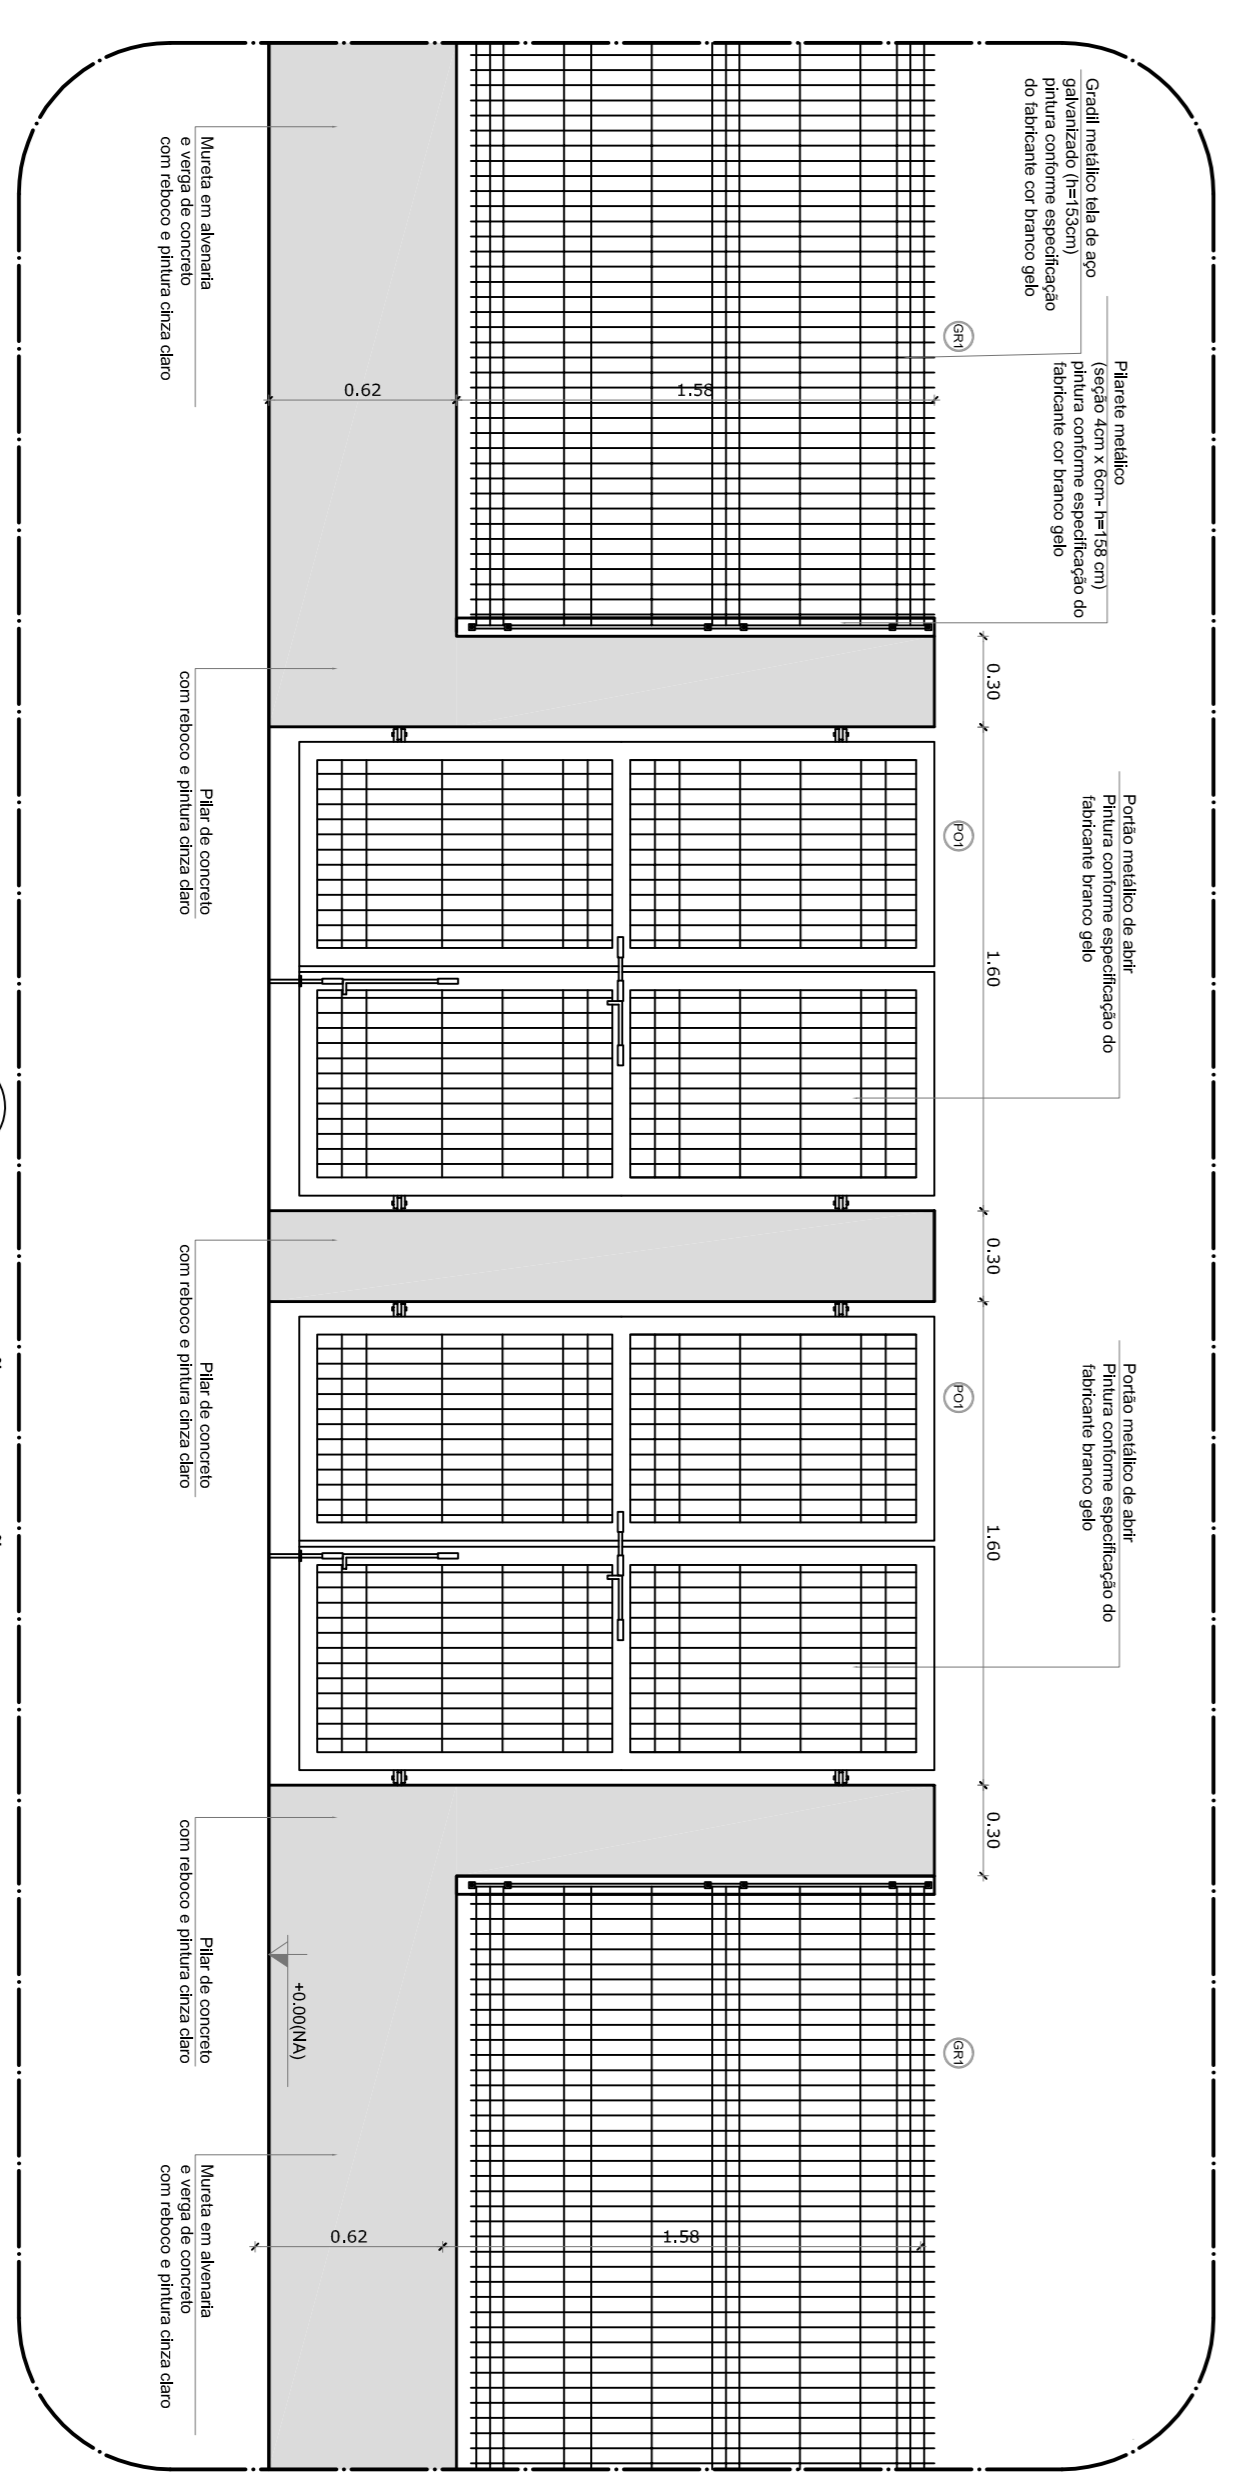 Gradil metálico tela de aço
galvanizado (h=153cm)
pintura conforme especificação
do fabricante cor branco gelo
Pilarete metálico
(seção 4cm x 6cm- h=158 cm)
pintura conforme especificação do
fabricante cor branco gelo
Portão metálico de abrir
Pintura conforme especificação do
fabricante branco gelo
Portão metálico de abrir
Pintura conforme especificação do
fabricante branco gelo
0.30
1.60
0.30
1.60
0.30
GR1
PO1
PO1
GR1
1.58
0.62
1.58
0.62
+0.00(NA)
Mureta em alvenaria
e verga de concreto
com reboco e pintura cinza claro
Pilar de concreto
com reboco e pintura cinza claro
Pilar de concreto
com reboco e pintura cinza claro
Pilar de concreto
com reboco e pintura cinza claro
Mureta em alvenaria
e verga de concreto
com reboco e pintura cinza claro